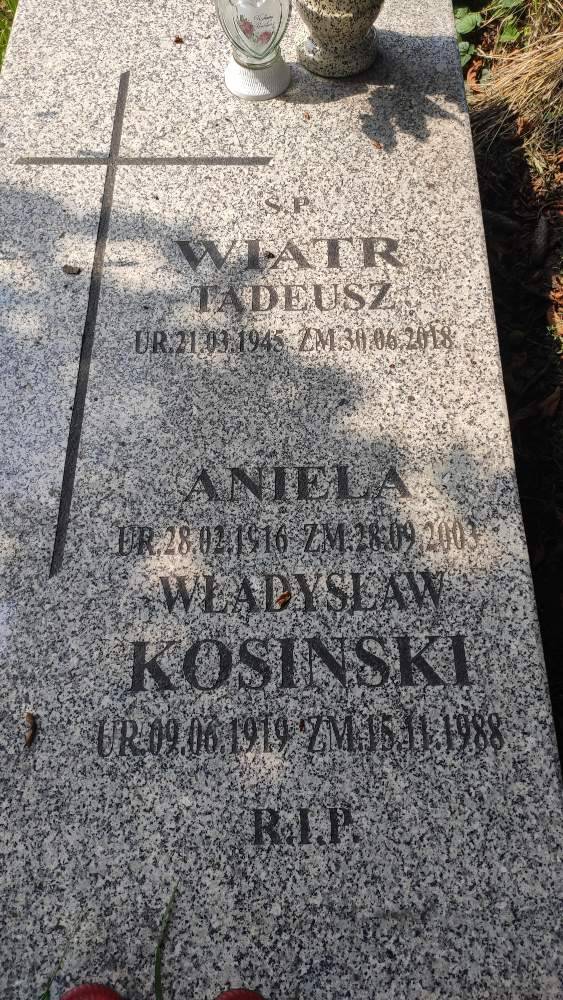 S.P.
WIATR
TADEUSZ
UR.21.03.1945 ZM.30.06.2018
ANIELA
UR.28.02.1916 ZM.28.09.2003
WŁADYSŁAW
KOSINSKI
UR.09.06.1919 ZM.15.11.1988
R.I.P.